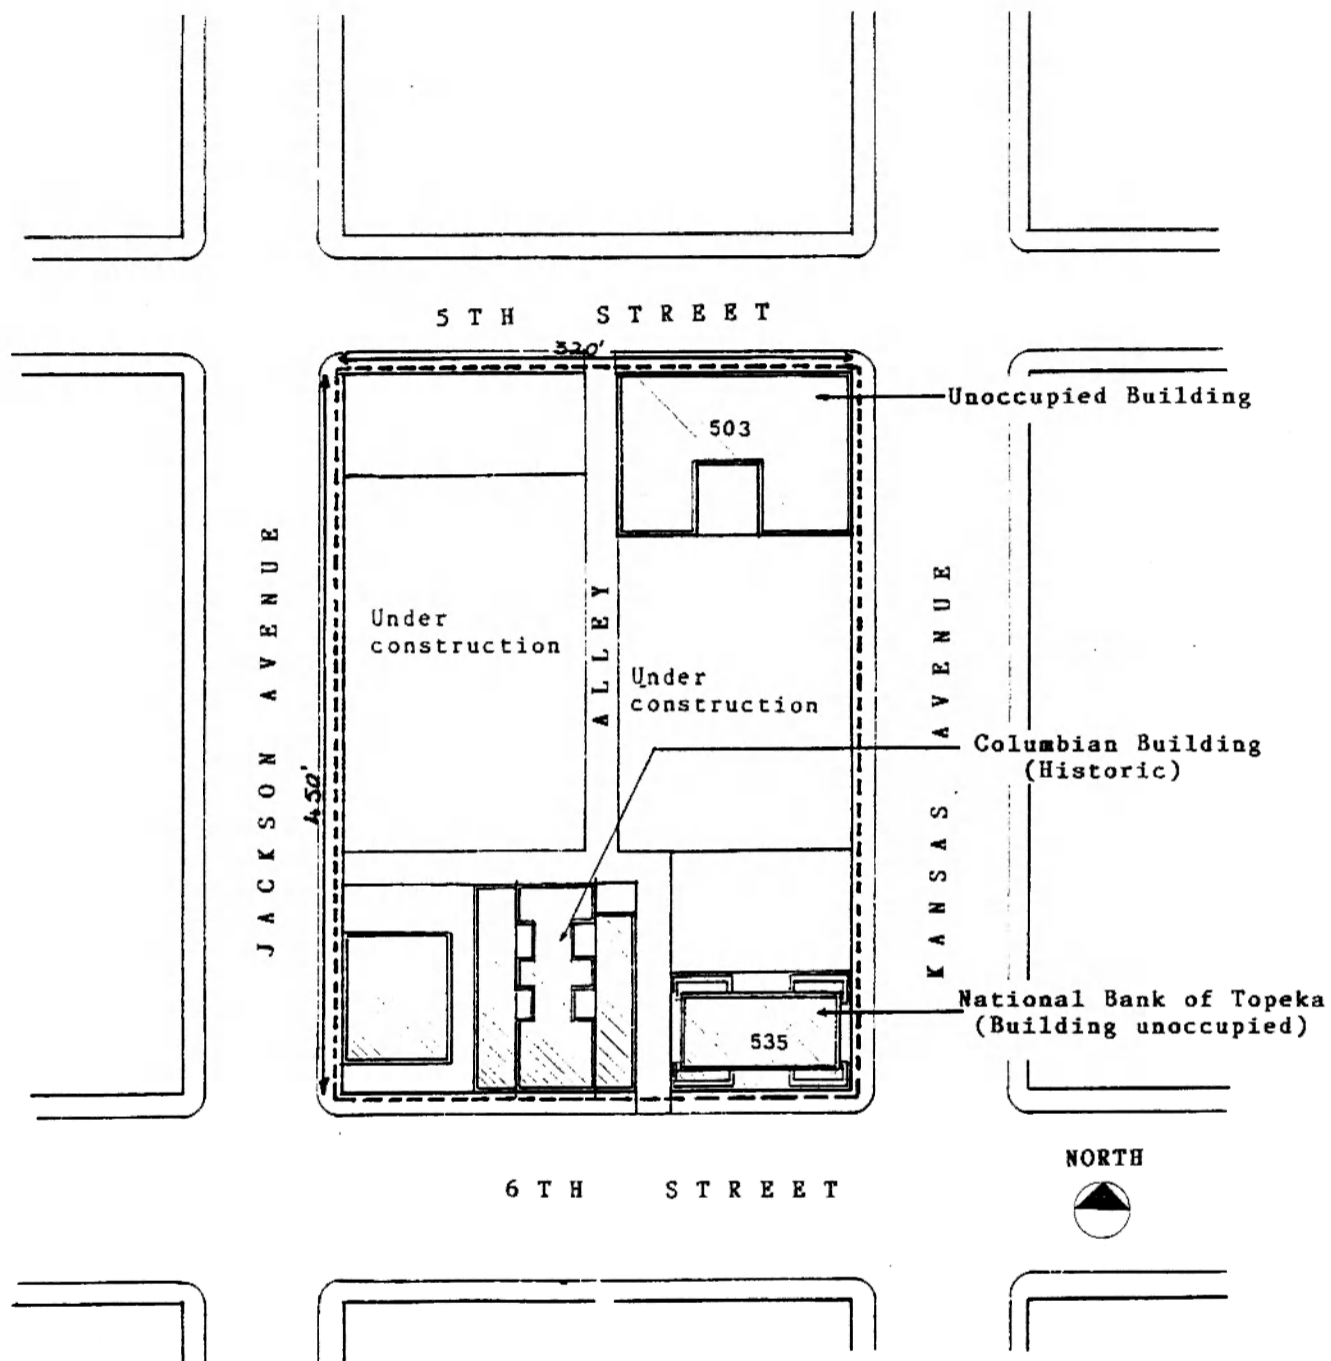 5TH STREET
320'
Unoccupied Building
503
JACKSON AVENUE
450'
Under
construction
ALLEY
Under
construction
KANSAS AVENUE
Columbian Building
(Historic)
National Bank of Topeka
(Building unoccupied)
535
6TH STREET
NORTH